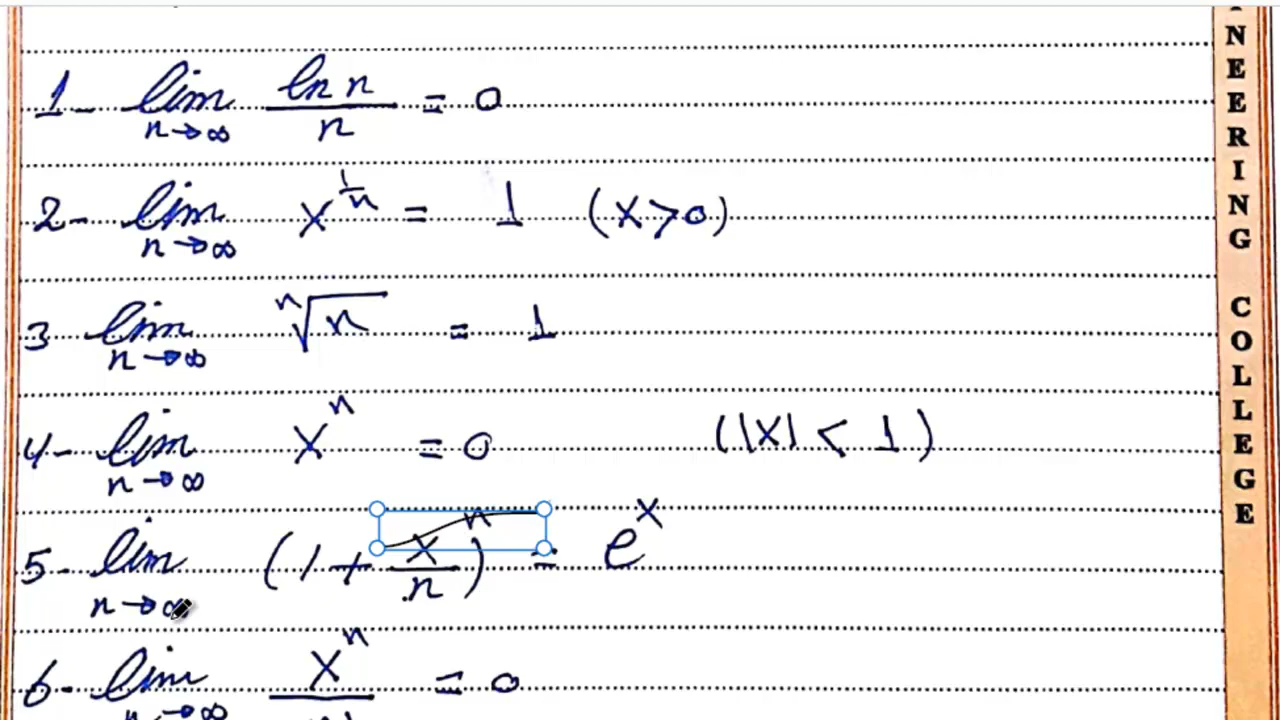 1- lim n→∞ ln n / n = 0
2- lim n→∞ x^(1/n) = 1 (x>0)
3 lim n→∞ ⁿ√n = 1
4- lim n→∞ x^n = 0 (|x| < 1)
5- lim n→∞ (1 + x/n)^n = e^x
6- lim n→∞ x^n = 0
NEERING COLLEGE